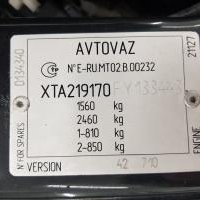 AVTOVAZ
N°E-RU.MT02.B.00232
XTA219170
1560 kg
2460 kg
1-810 kg
2-850 kg
VERSION 42 710
N°FOR SPARES 0134340
ENGINE 21127